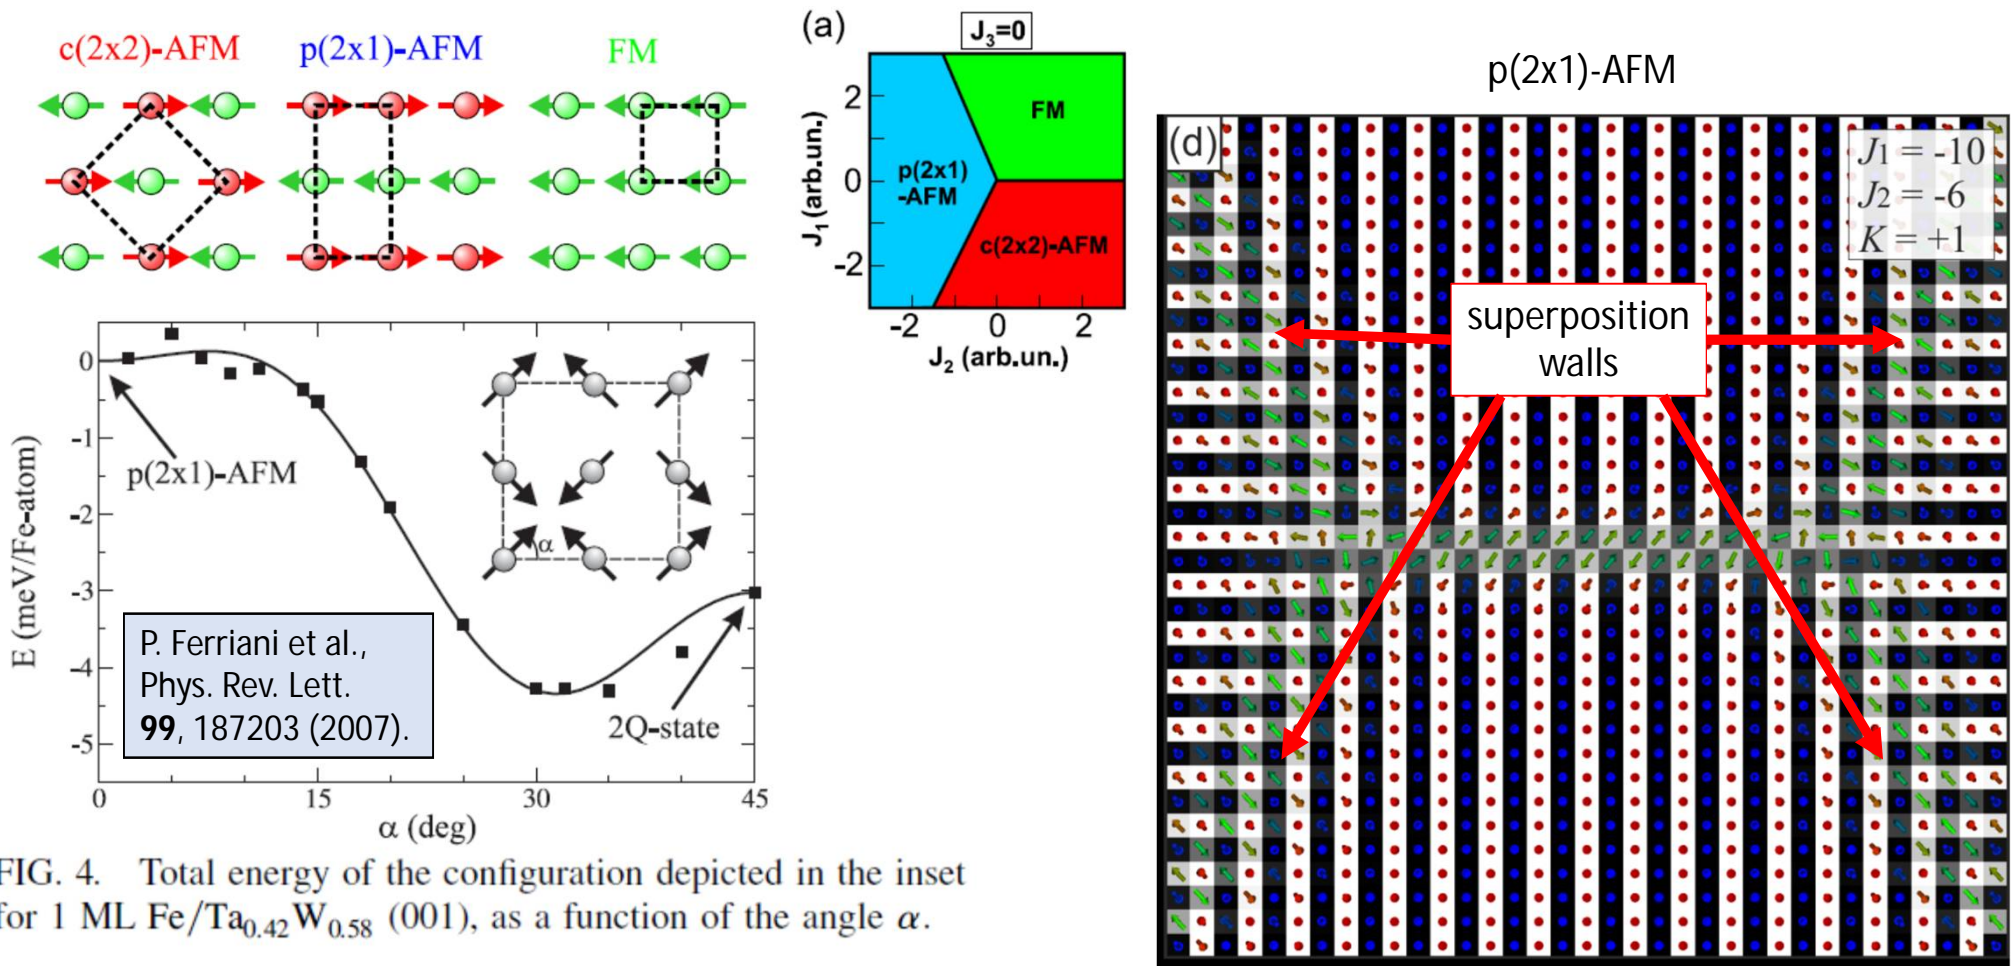 c(2x2)-AFM
p(2x1)-AFM
FM
(a)
J₃=0
2
0
-2
J₁ (arb.un.)
FM
p(2x1)
-AFM
c(2x2)-AFM
-2
0
2
J₂ (arb.un.)
0
-1
-2
-3
-4
-5
E (meV/Fe-atom)
p(2x1)-AFM
α
2Q-state
P. Ferriani et al.,
Phys. Rev. Lett.
99, 187203 (2007).
0
15
30
45
α (deg)
FIG. 4. Total energy of the configuration depicted in the inset
for 1 ML Fe/Ta₀.₄₂W₀.₅₈ (001), as a function of the angle α.
p(2x1)-AFM
(d)
J₁ = -10
J₂ = -6
K = +1
superposition
walls